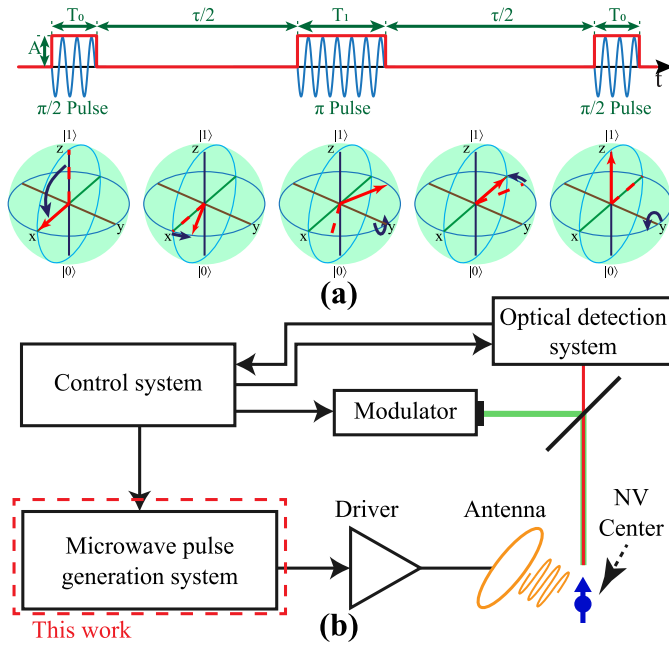 T₀ τ/2 T₁ τ/2 T₀
A
t
π/2 Pulse π Pulse π/2 Pulse
|1⟩ |1⟩ |1⟩ |1⟩ |1⟩
z z z z z
x y x y x y x y x y
|0⟩ |0⟩ |0⟩ |0⟩ |0⟩
(a)
Optical detection
system
Control system
Modulator
Driver Antenna NV
Center
Microwave pulse
generation system
This work
(b)